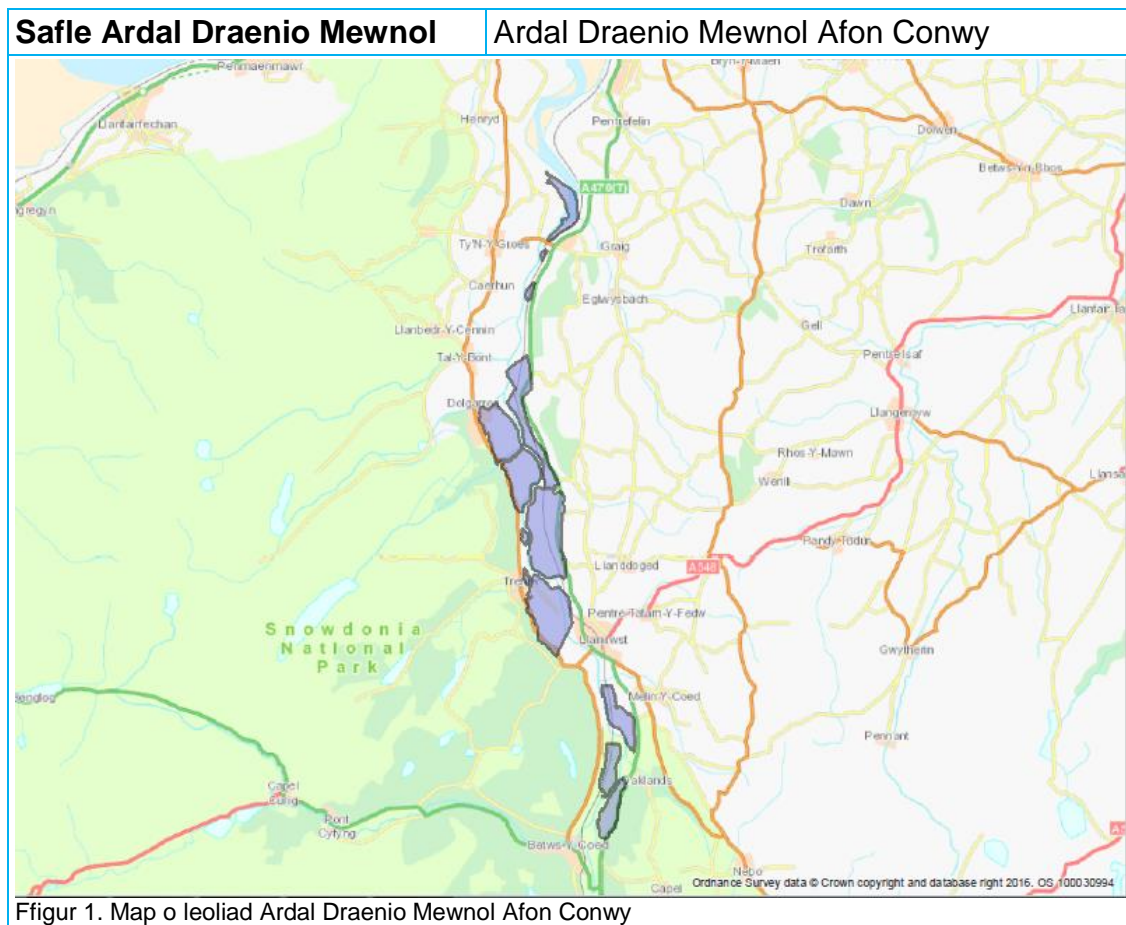 Safle Ardal Draenio Mewnol
Ardal Draenio Mewnol Afon Conwy
Penmaenmawr
Bryn-Y-Maen
Llanfairfechan
Henryd
Pentrefelin
Dolwen
Betws-Yn-Rhos
A470(T)
Dawn
Ty'N-Y-Groes
Graig
Trofarth
Caerhun
Eglwysbach
Llanbedr-Y-Cennin
Gell
Tal-Y-Bont
Pentre Isaf
Dolgarrog
Llangernyw
Rhos-Y-Mawn
Llansa
Llanddoged
A548
Pentre-Tafarn-Y-Fedw
Snowdonia
National
Park
Llanrwst
Gwytherin
Melin-Y-Coed
Pennant
Oaklands
Capel
Curig
Pont
Cyfyng
Betws-Y-Coed
Nebo
Capel
Ordnance Survey data © Crown copyright and database right 2016. OS 100030994
Ffigur 1. Map o leoliad Ardal Draenio Mewnol Afon Conwy